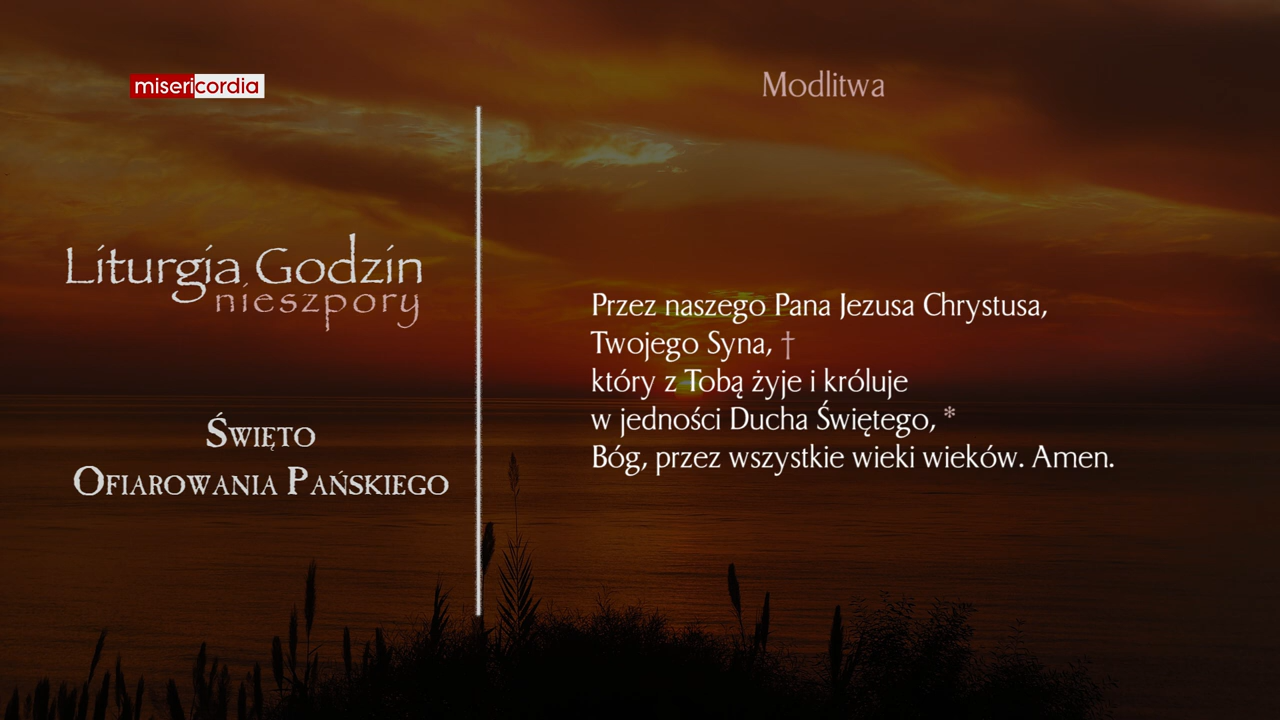 misericordia
Modlitwa
Liturgia Godzin
nieszpory
Święto
Ofiarowania Pańskiego
Przez naszego Pana Jezusa Chrystusa,
Twojego Syna, †
który z Tobą żyje i króluje
w jedności Ducha Świętego, *
Bóg, przez wszystkie wieki wieków. Amen.